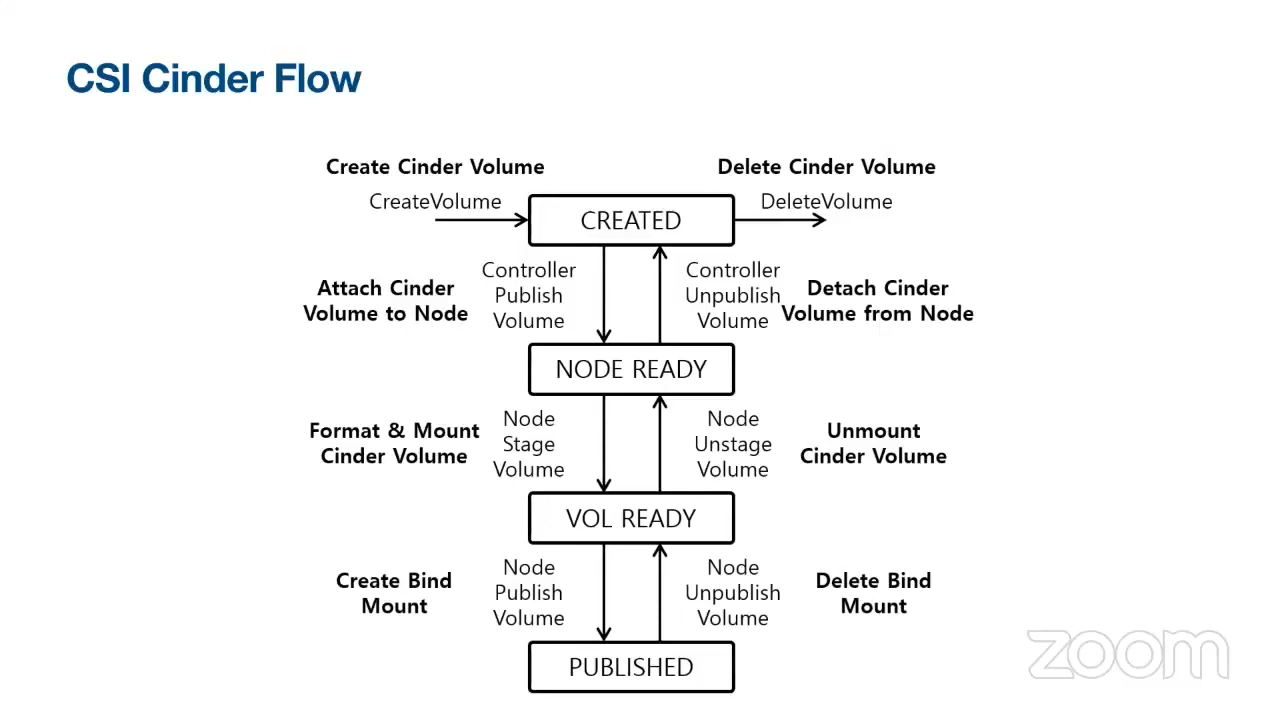 CSI Cinder Flow
Create Cinder Volume
Delete Cinder Volume
CreateVolume
DeleteVolume
CREATED
Attach Cinder
Volume to Node
Controller
Publish
Volume
Controller
Unpublish
Volume
Detach Cinder
Volume from Node
NODE READY
Format & Mount
Cinder Volume
Node
Stage
Volume
Node
Unstage
Volume
Unmount
Cinder Volume
VOL READY
Create Bind
Mount
Node
Publish
Volume
Node
Unpublish
Volume
Delete Bind
Mount
PUBLISHED
zoom